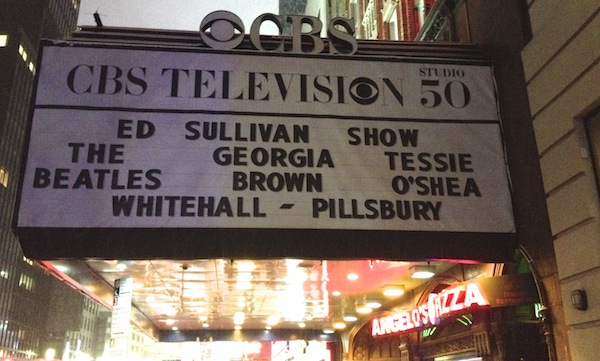 CBS
CBS TELEVISION STUDIO 50
ED SULLIVAN SHOW
THE GEORGIA TESSIE
BEATLES BROWN O'SHEA
WHITEHALL - PILLSBURY
ANGELO'S PIZZA